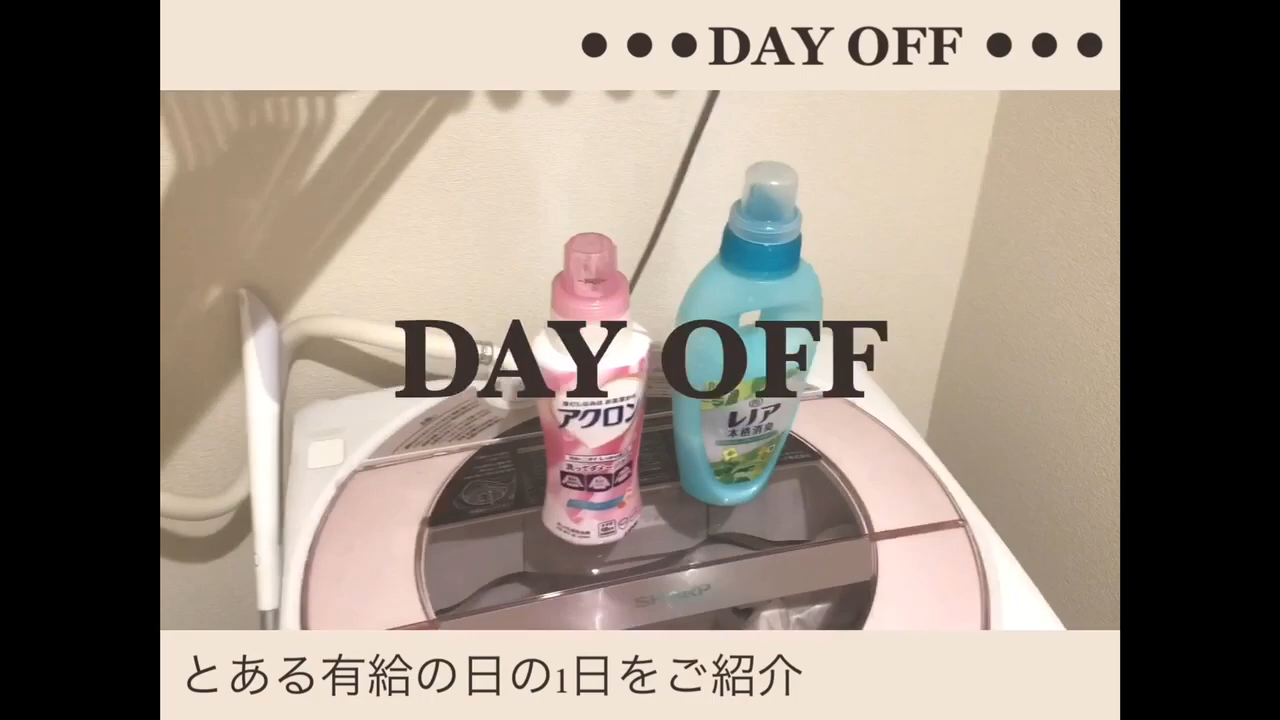 •••DAY OFF •••
DAY OFF
アクロン
レノア
本格消臭
SHARP
とある有給の日の1日をご紹介